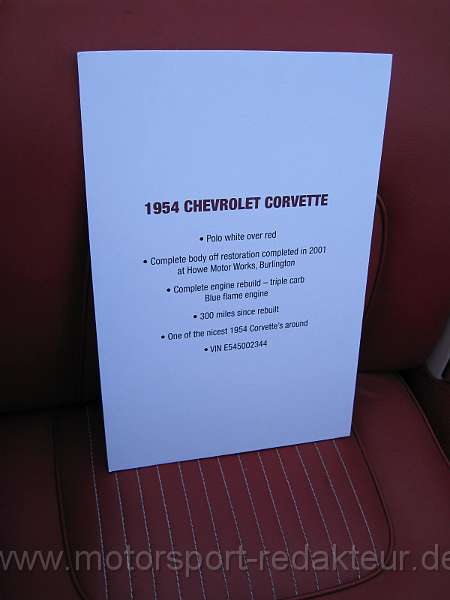 1954 CHEVROLET CORVETTE
• Polo white over red
• Complete body off restoration completed in 2001
at Howe Motor Works, Burlington
• Complete engine rebuild – triple carb
Blue flame engine
• 300 miles since rebuilt
• One of the nicest 1954 Corvette's around
• VIN E54S002344
www.motorsport-redakteur.de